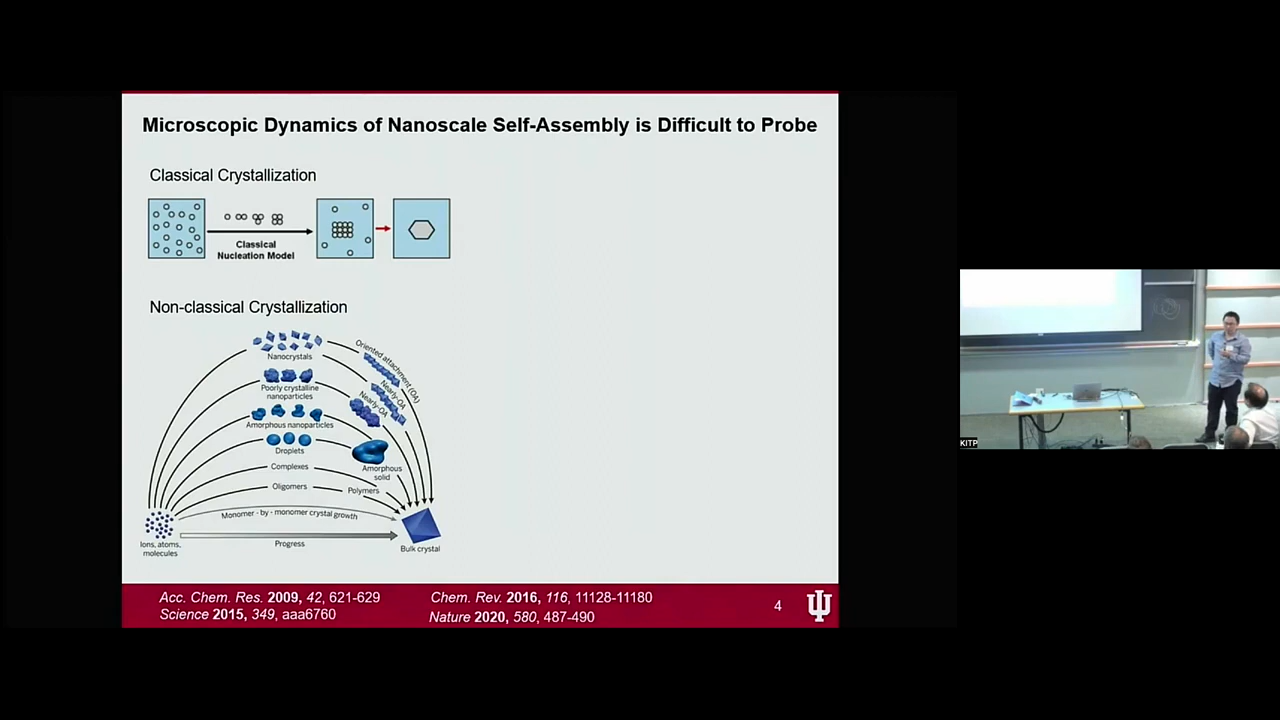 Microscopic Dynamics of Nanoscale Self-Assembly is Difficult to Probe
Classical Crystallization
Classical
Nucleation Model
Non-classical Crystallization
Nanocrystals
Oriented attachment (OA)
Poorly crystalline
nanoparticles
Nearly-OA
Nearly-OA
Amorphous nanoparticles
Droplets
Amorphous
solid
Complexes
Oligomers
Polymers
Monomer - by - monomer crystal growth
Ions, atoms,
molecules
Progress
Bulk crystal
Acc. Chem. Res. 2009, 42, 621-629
Science 2015, 349, aaa6760
Chem. Rev. 2016, 116, 11128-11180
Nature 2020, 580, 487-490
4
KITP